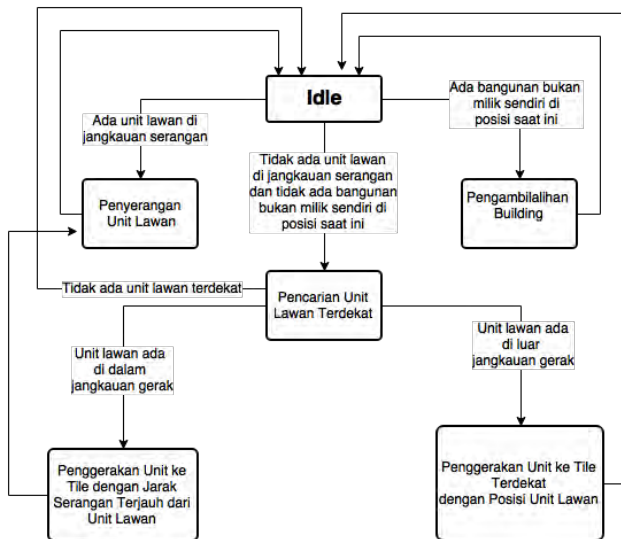 Idle
Ada unit lawan di
jangkauan serangan
Ada bangunan bukan
milik sendiri di
posisi saat ini
Tidak ada unit lawan
di jangkauan serangan
dan tidak ada bangunan
bukan milik sendiri di
posisi saat ini
Penyerangan
Unit Lawan
Pengambilalihan
Building
Tidak ada unit lawan terdekat
Pencarian Unit
Lawan Terdekat
Unit lawan ada
di dalam
jangkauan gerak
Unit lawan ada
di luar
jangkauan gerak
Penggerakan Unit ke
Tile dengan Jarak
Serangan Terjauh dari
Unit Lawan
Penggerakan Unit ke Tile
Terdekat
dengan Posisi Unit Lawan